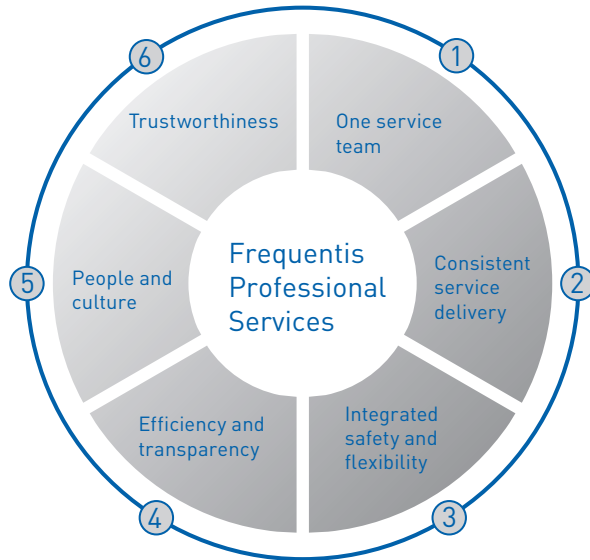 Frequentis
Professional
Services
1
One service
team
2
Consistent
service
delivery
3
Integrated
safety and
flexibility
4
Efficiency and
transparency
5
People and
culture
6
Trustworthiness